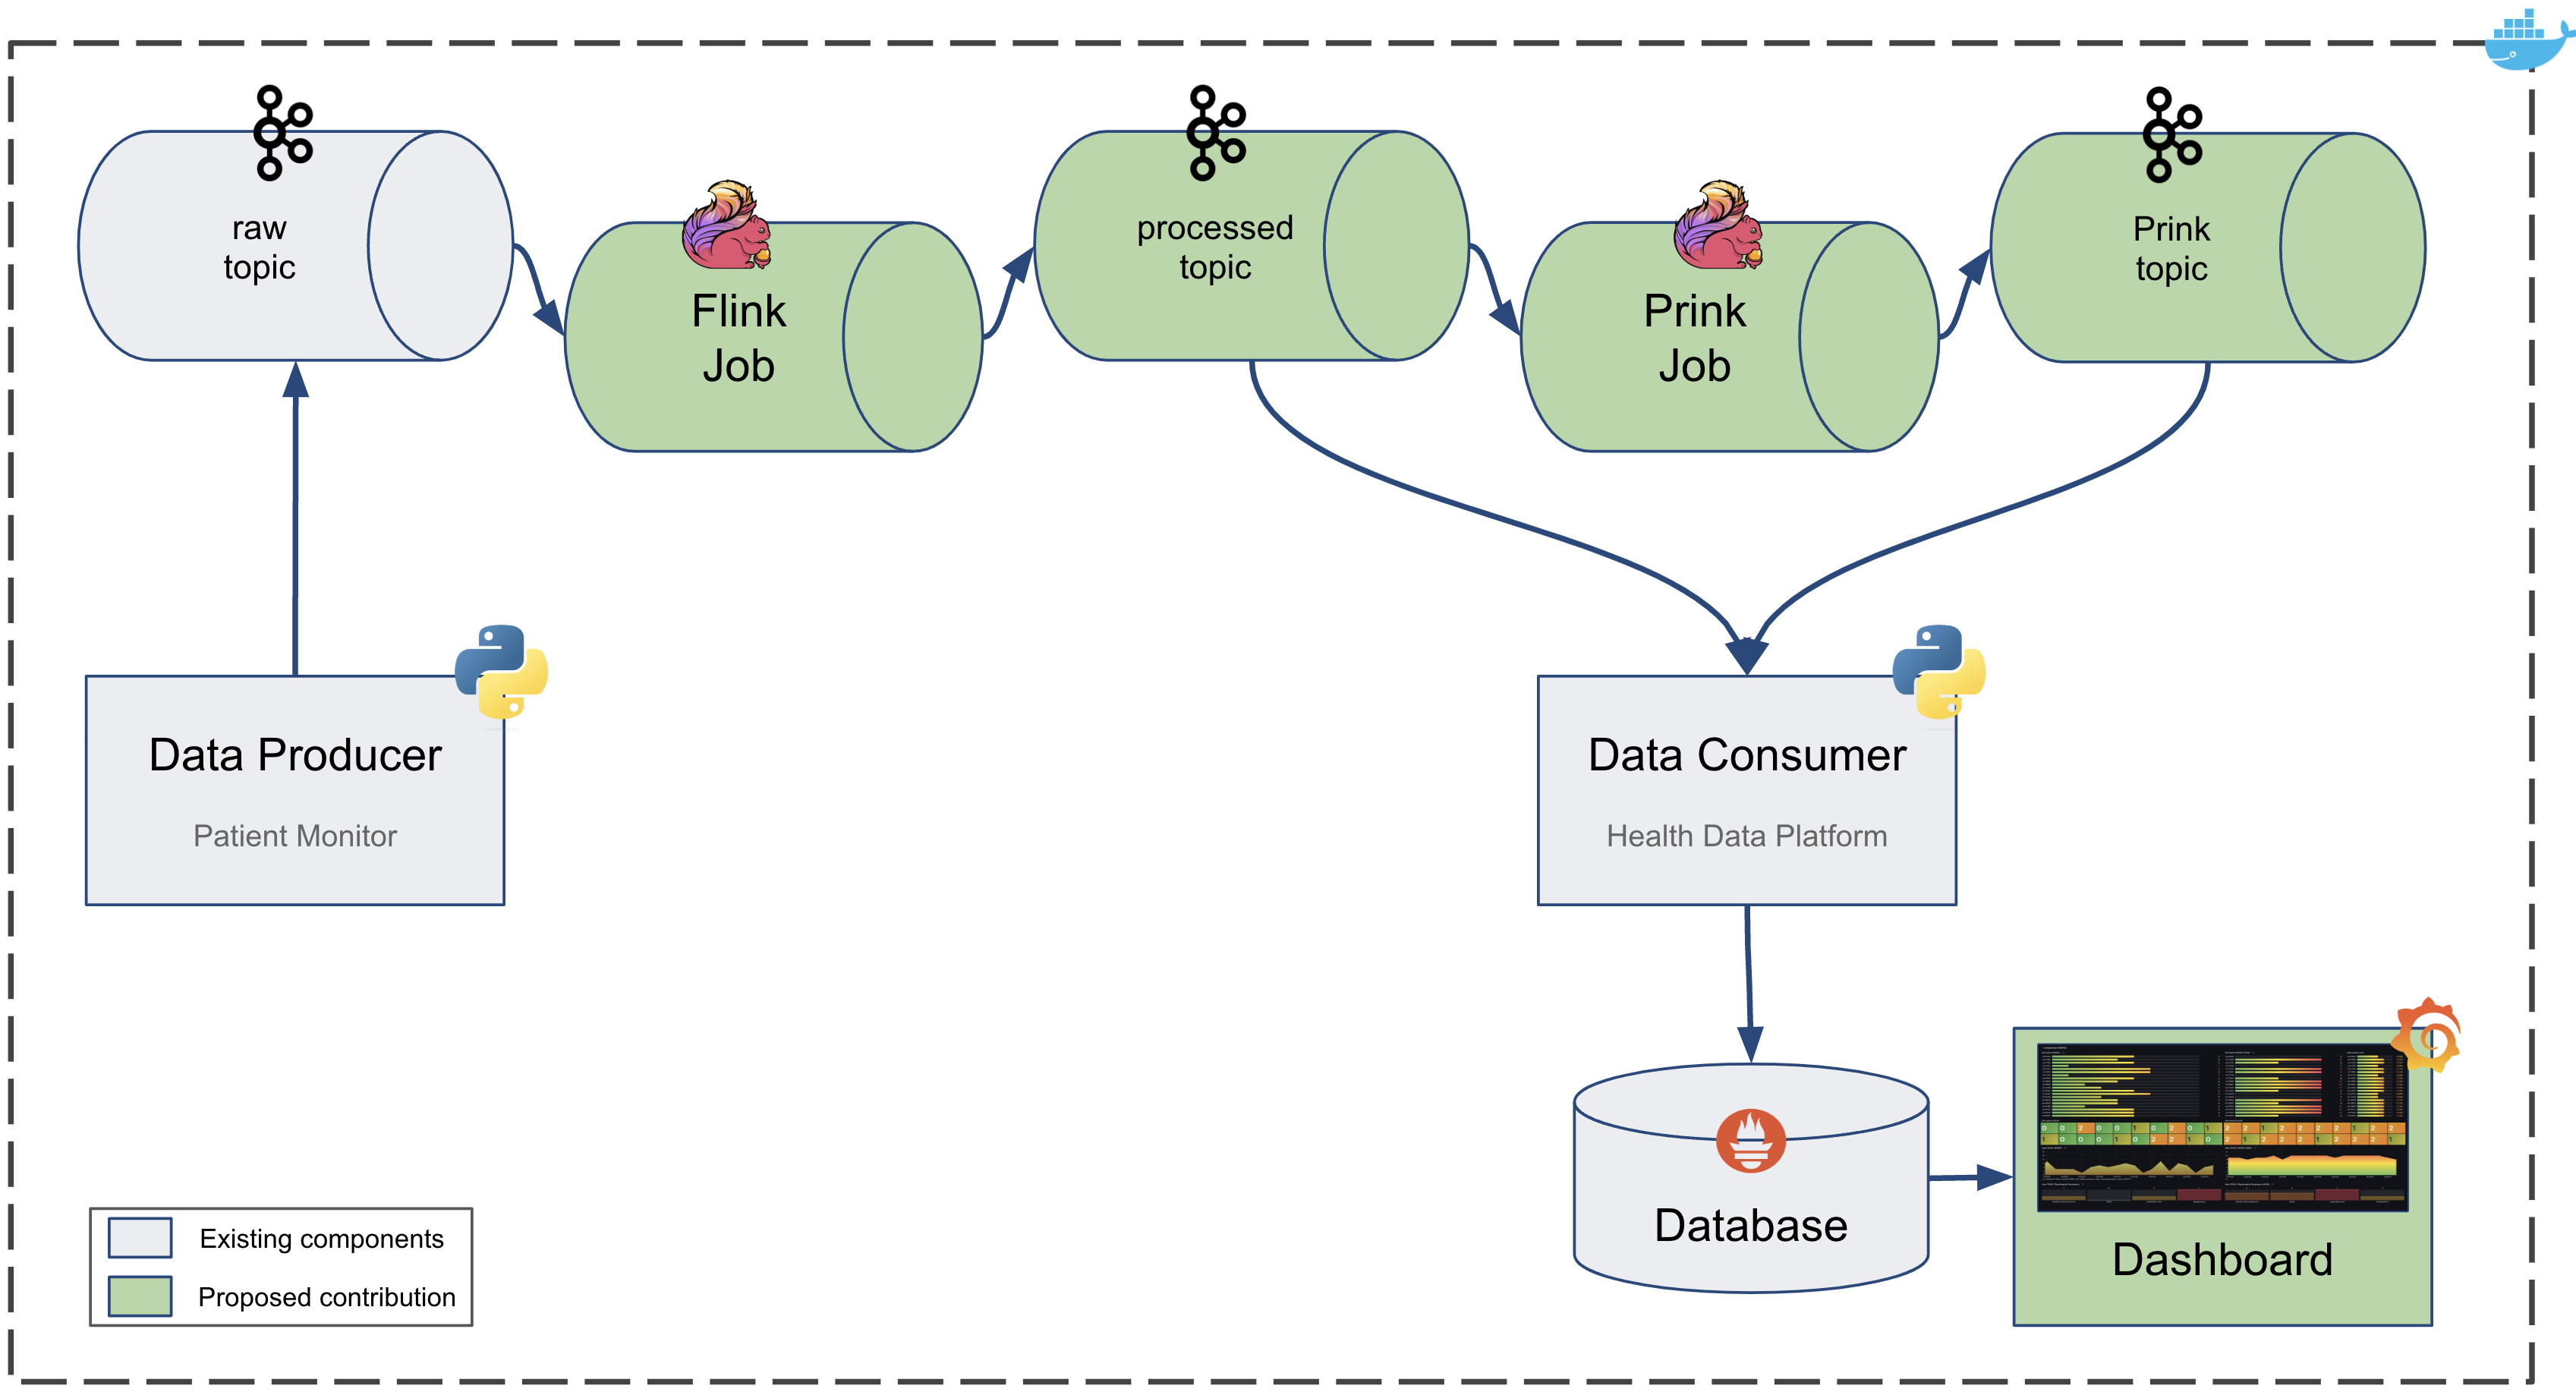 raw
topic
Flink
Job
processed
topic
Prink
Job
Prink
topic
Data Producer
Patient Monitor
Data Consumer
Health Data Platform
Database
Dashboard
Existing components
Proposed contribution